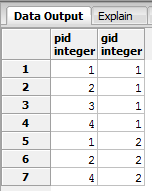 Data Output Explain
pid gid
integer integer
1 1 1
2 2 1
3 3 1
4 4 1
5 1 2
6 2 2
7 4 2